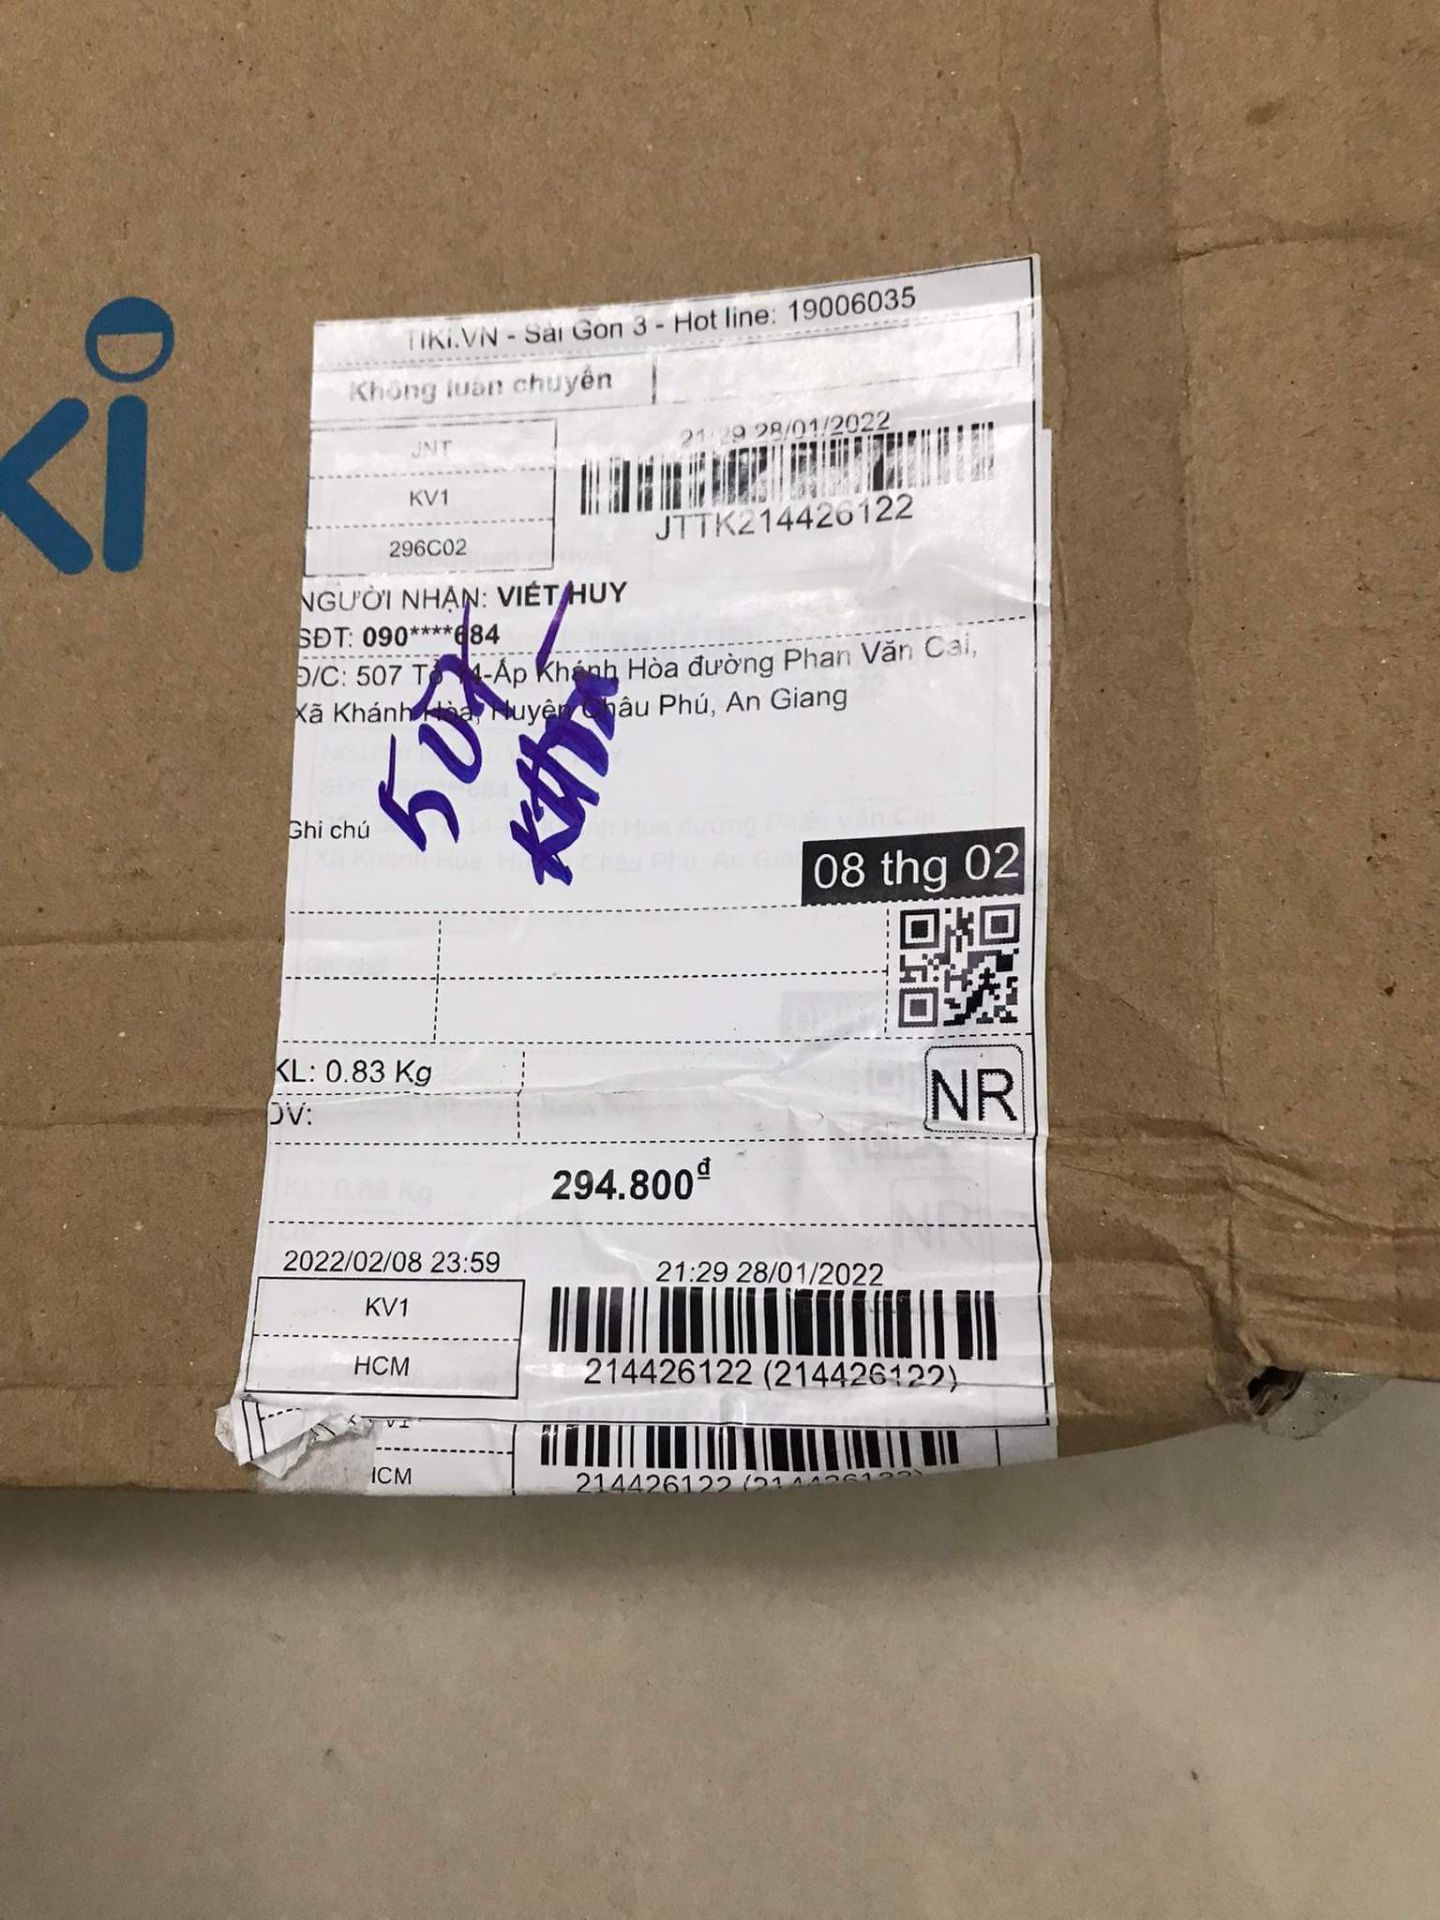 ki
TIKI.VN - Sài Gòn 3 - Hot line: 19006035
Không luân chuyển
JNT
KV1
296C02
21:29 28/01/2022
JTTK214426122
NGƯỜI NHẬN: VIẾT HUY
SĐT: 090****684
Đ/C: 507 Tổ 14-Ấp Khánh Hòa đường Phan Văn Cai,
Xã Khánh Hòa, Huyện Châu Phú, An Giang
507
Ghi chú
08 thg 02
KL: 0.83 Kg
DV:
NR
294.800đ
2022/02/08 23:59
KV1
HCM
21:29 28/01/2022
214426122 (214426122)
HCM
214426122 (214426122)